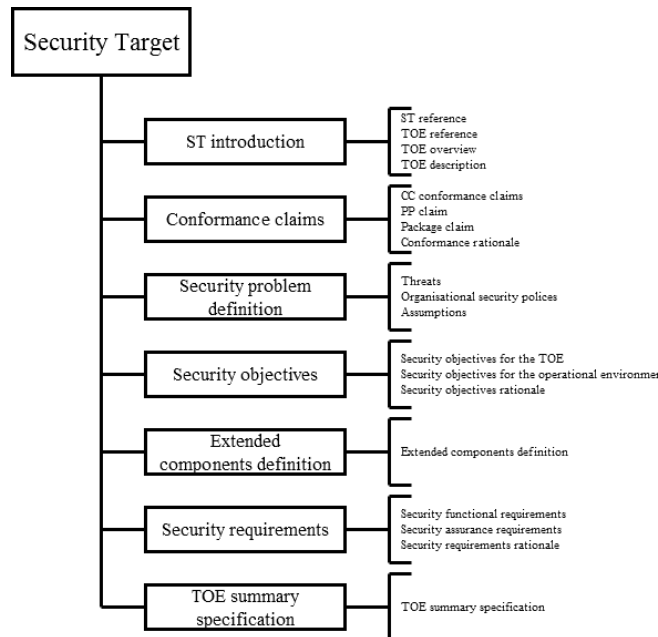 Security Target
ST introduction
ST reference
TOE reference
TOE overview
TOE description
Conformance claims
CC conformance claims
PP claim
Package claim
Conformance rationale
Security problem
definition
Threats
Organisational security polices
Assumptions
Security objectives
Security objectives for the TOE
Security objectives for the operational environme
Security objectives rationale
Extended
components definition
Extended components definition
Security requirements
Security functional requirements
Security assurance requirements
Security requirements rationale
TOE summary
specification
TOE summary specification